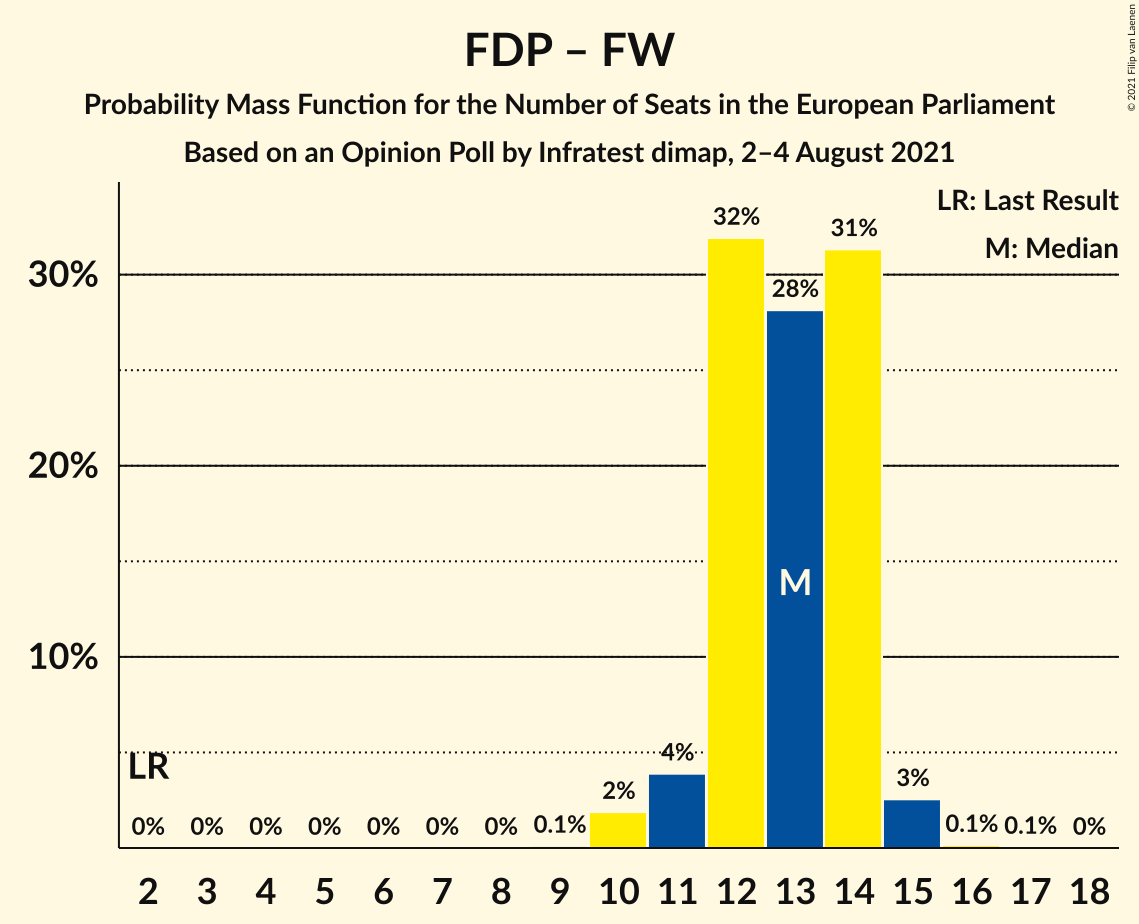 FDP – FW
Probability Mass Function for the Number of Seats in the European Parliament
Based on an Opinion Poll by Infratest dimap, 2–4 August 2021
© 2021 Filip van Laenen
LR: Last Result
M: Median
30%
20%
10%
32%
31%
28%
M
4%
LR
3%
2%
0% 0% 0% 0% 0% 0% 0% 0.1% 0.1% 0.1% 0%
2 3 4 5 6 7 8 9 10 11 12 13 14 15 16 17 18